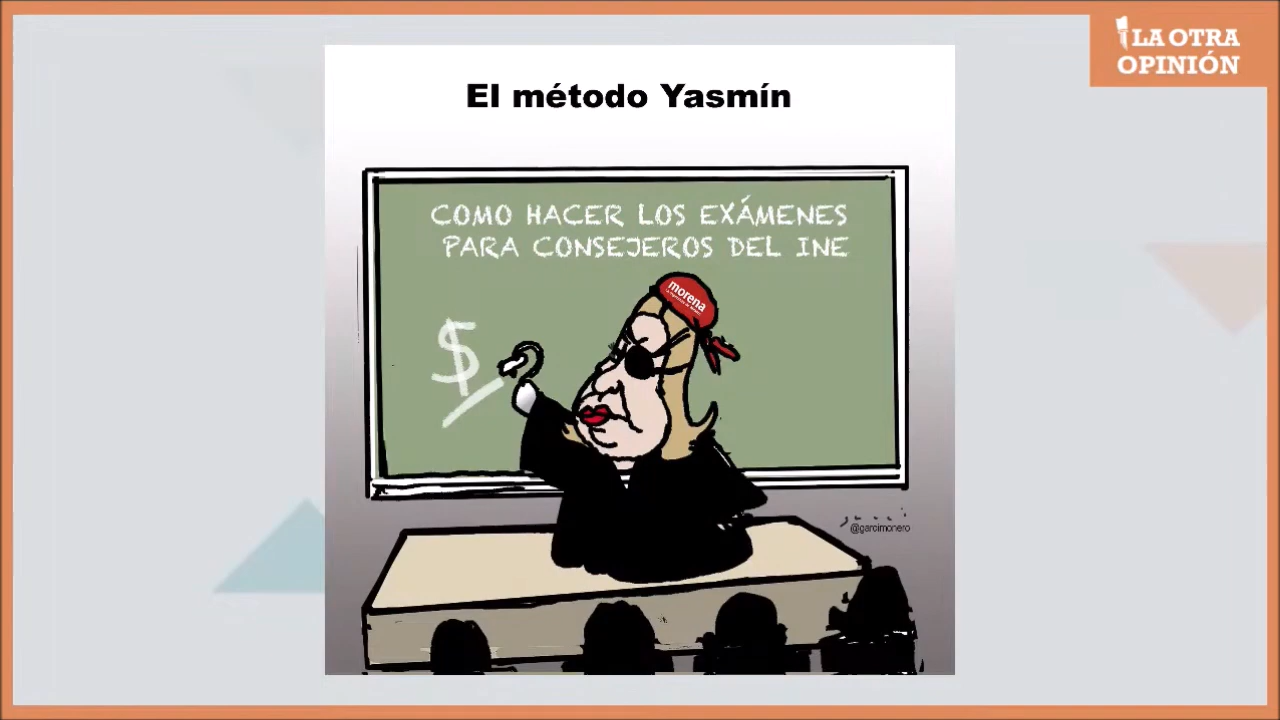 LA OTRA
OPINIÓN
El método Yasmín
COMO HACER LOS EXÁMENES
PARA CONSEJEROS DEL INE
morena
$
@garcimonero